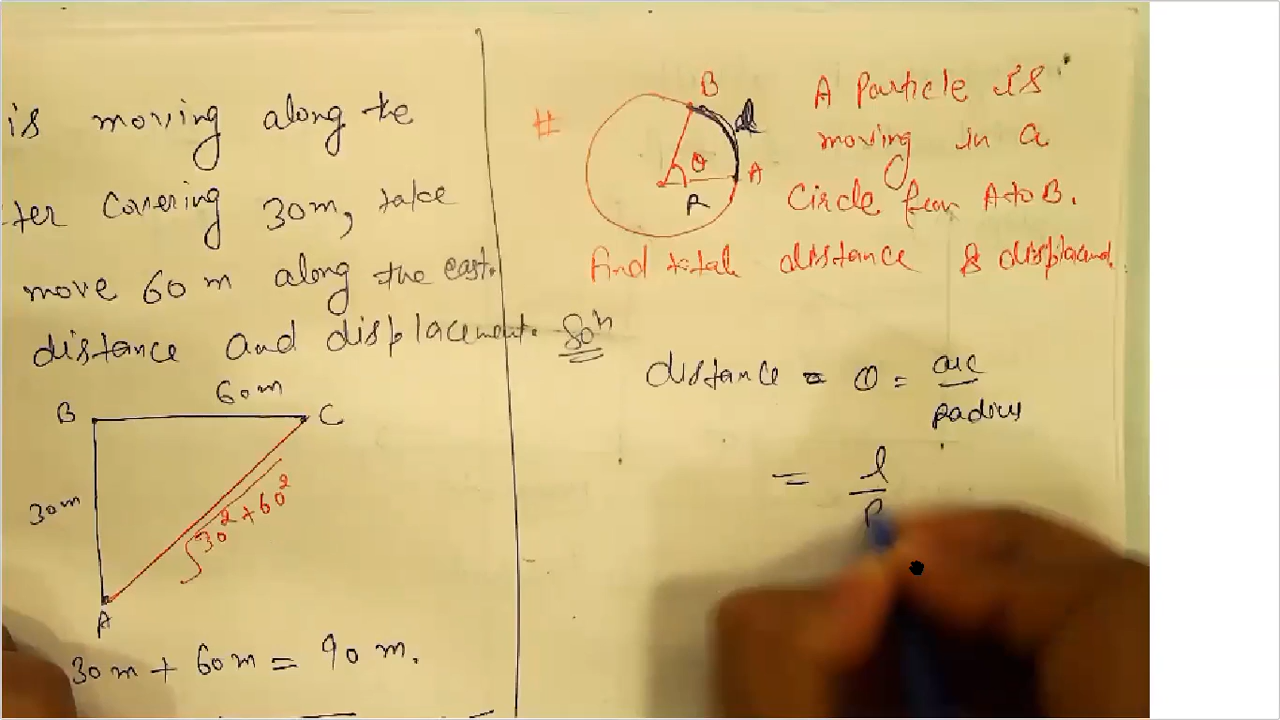 is moving along the
ter covering 30m, take
move 60 m along the east.
distance and displacement.
60m
B
C
30m
√30²+60²
A
30m + 60m = 90 m.
#
B
θ
A
R
A Particle is
moving in a
Circle from A to B.
find total distance & displacement.
Solⁿ
distance = θ = arc
radius
= l
R